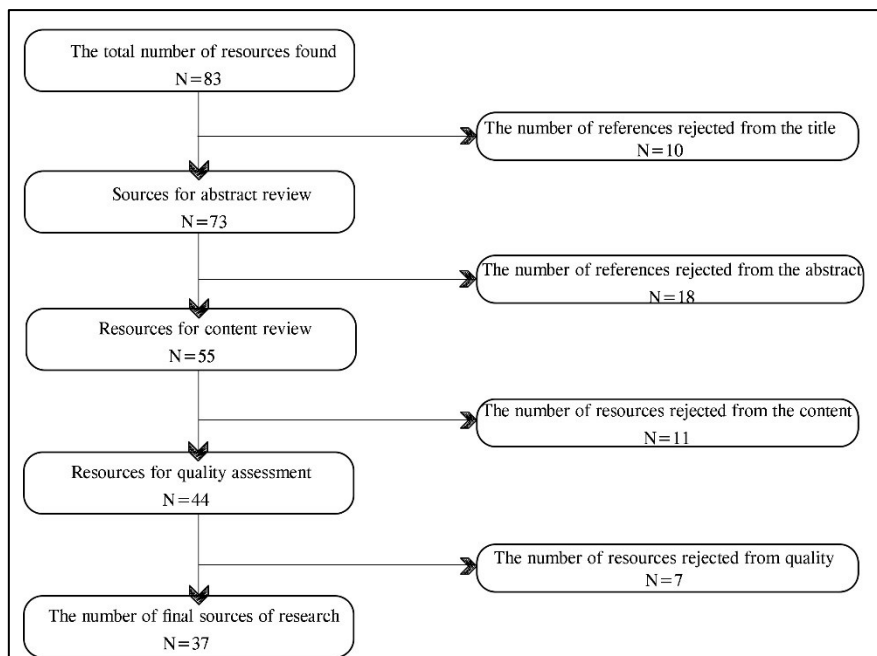 The total number of resources found
N=83
The number of references rejected from the title
N=10
Sources for abstract review
N=73
The number of references rejected from the abstract
N=18
Resources for content review
N=55
The number of resources rejected from the content
N=11
Resources for quality assessment
N=44
The number of resources rejected from quality
N=7
The number of final sources of research
N=37